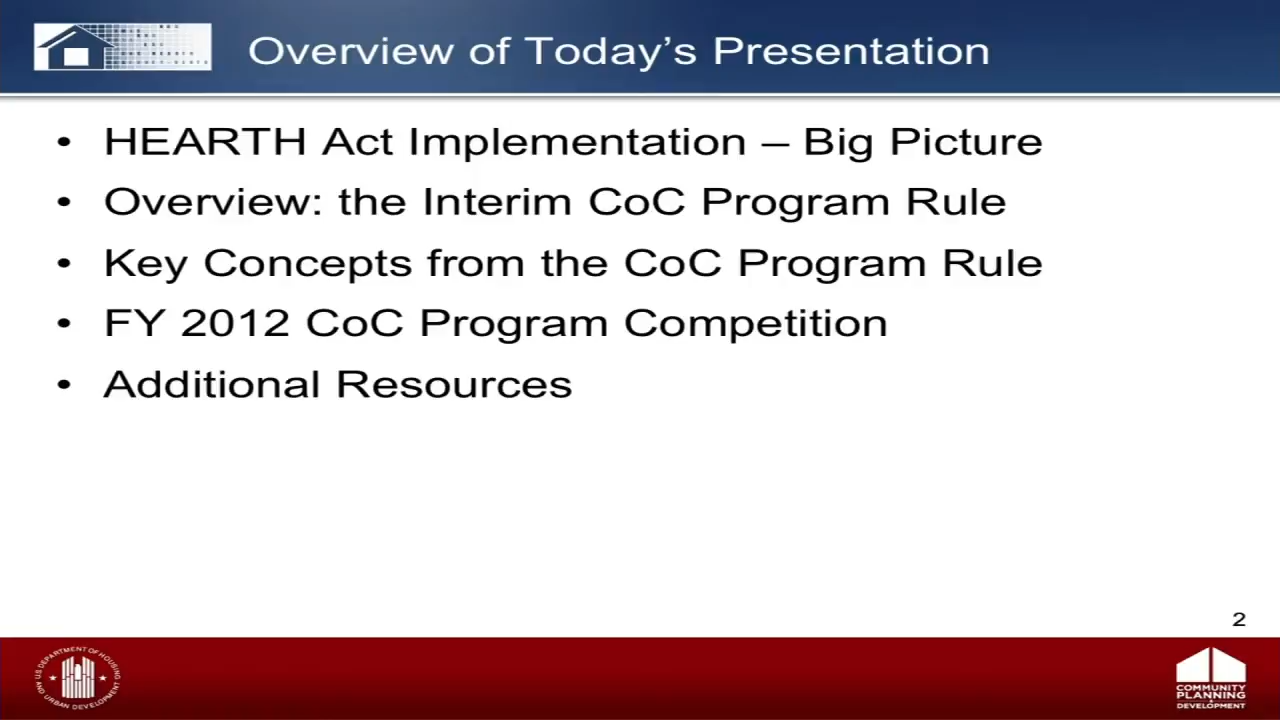 Overview of Today's Presentation
• HEARTH Act Implementation – Big Picture
• Overview: the Interim CoC Program Rule
• Key Concepts from the CoC Program Rule
• FY 2012 CoC Program Competition
• Additional Resources
2
US DEPARTMENT OF HOUSING
AND URBAN DEVELOPMENT
COMMUNITY
PLANNING
DEVELOPMENT